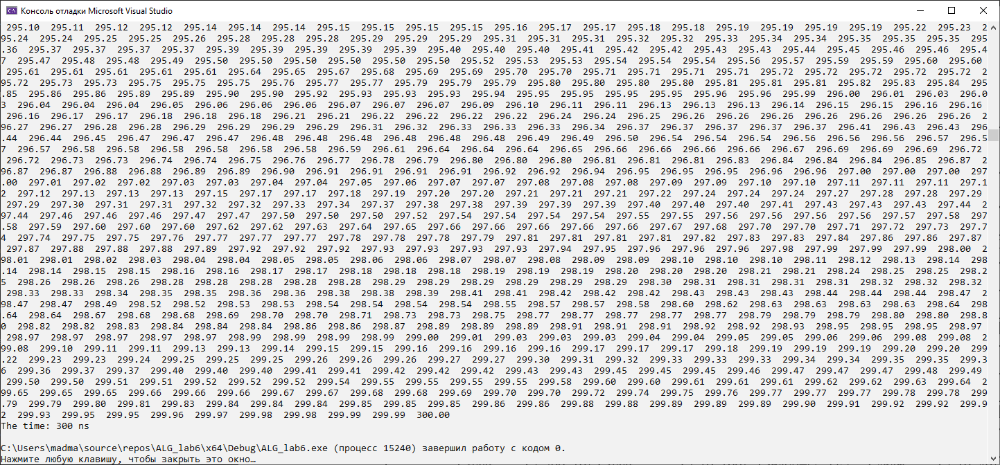 Консоль отладки Microsoft Visual Studio
295.10 295.11 295.12 295.12 295.14 295.14 295.14 295.15 295.15 295.15 295.15 295.16 295.17 295.17 295.18 295.18 295.19 295.19 295.19 295.19 295.22 295.23 2
95.24 295.24 295.25 295.25 295.26 295.28 295.28 295.28 295.28 295.29 295.29 295.31 295.31 295.31 295.32 295.32 295.33 295.34 295.34 295.35 295.35 295.35 295
.36 295.37 295.37 295.37 295.37 295.39 295.39 295.39 295.39 295.39 295.40 295.40 295.40 295.41 295.42 295.42 295.43 295.43 295.44 295.45 295.46 295.46 295.4
7 295.47 295.48 295.48 295.49 295.50 295.50 295.50 295.50 295.50 295.50 295.52 295.53 295.53 295.54 295.54 295.54 295.56 295.57 295.59 295.59 295.60 295.60
295.61 295.61 295.61 295.61 295.61 295.64 295.65 295.67 295.68 295.69 295.69 295.70 295.70 295.71 295.71 295.71 295.71 295.72 295.72 295.72 295.72 295.72 2
95.72 295.73 295.73 295.75 295.75 295.75 295.76 295.77 295.77 295.79 295.79 295.79 295.80 295.80 295.80 295.80 295.81 295.81 295.81 295.82 295.83 295.84 295
.85 295.86 295.86 295.89 295.89 295.90 295.90 295.92 295.93 295.93 295.93 295.94 295.95 295.95 295.95 295.95 295.96 295.96 295.99 296.00 296.01 296.03 296.0
3 296.04 296.04 296.04 296.05 296.06 296.06 296.06 296.07 296.07 296.07 296.09 296.10 296.11 296.11 296.13 296.13 296.13 296.14 296.15 296.15 296.16 296.16
296.16 296.17 296.17 296.18 296.18 296.18 296.21 296.21 296.22 296.22 296.22 296.22 296.24 296.24 296.25 296.26 296.26 296.26 296.26 296.26 296.26 296.26 2
96.27 296.27 296.28 296.28 296.29 296.29 296.29 296.29 296.31 296.32 296.33 296.33 296.33 296.34 296.37 296.37 296.37 296.37 296.37 296.41 296.43 296.43 296
.44 296.44 296.45 296.47 296.47 296.47 296.48 296.48 296.48 296.48 296.48 296.48 296.49 296.49 296.50 296.54 296.54 296.54 296.56 296.56 296.56 296.57 296.5
7 296.57 296.58 296.58 296.58 296.58 296.58 296.58 296.59 296.61 296.64 296.64 296.64 296.65 296.66 296.66 296.66 296.66 296.67 296.69 296.69 296.69 296.72
296.72 296.73 296.73 296.74 296.74 296.75 296.76 296.77 296.78 296.79 296.80 296.80 296.80 296.81 296.81 296.81 296.83 296.84 296.84 296.84 296.85 296.87 2
96.87 296.87 296.88 296.88 296.89 296.89 296.90 296.91 296.91 296.91 296.91 296.92 296.92 296.94 296.95 296.95 296.95 296.96 296.96 297.00 297.00 297.00 297
.00 297.01 297.02 297.02 297.03 297.03 297.04 297.04 297.05 297.06 297.07 297.07 297.08 297.08 297.08 297.09 297.09 297.10 297.10 297.11 297.11 297.11 297.1
2 297.12 297.13 297.13 297.13 297.15 297.17 297.17 297.18 297.19 297.20 297.20 297.21 297.21 297.21 297.22 297.24 297.24 297.24 297.27 297.28 297.28 297.29
297.29 297.30 297.31 297.31 297.32 297.32 297.33 297.34 297.37 297.38 297.38 297.39 297.39 297.39 297.40 297.40 297.40 297.41 297.43 297.43 297.43 297.44 2
97.44 297.46 297.46 297.46 297.47 297.47 297.50 297.50 297.50 297.52 297.54 297.54 297.54 297.54 297.55 297.55 297.56 297.56 297.56 297.56 297.57 297.58 297
.58 297.59 297.60 297.60 297.60 297.62 297.62 297.63 297.64 297.65 297.66 297.66 297.66 297.66 297.66 297.67 297.68 297.70 297.70 297.71 297.72 297.73 297.7
4 297.74 297.75 297.75 297.76 297.77 297.77 297.77 297.78 297.78 297.78 297.79 297.81 297.81 297.81 297.81 297.82 297.83 297.83 297.84 297.86 297.86 297.87
297.87 297.88 297.88 297.88 297.89 297.92 297.92 297.92 297.92 297.93 297.93 297.93 297.93 297.94 297.95 297.96 297.96 297.96 297.98 297.99 297.99 297.99 298.00 2
98.01 298.01 298.02 298.03 298.04 298.04 298.05 298.05 298.06 298.06 298.07 298.07 298.08 298.09 298.09 298.10 298.10 298.10 298.11 298.12 298.13 298.14 298
.14 298.14 298.15 298.15 298.16 298.16 298.17 298.17 298.18 298.18 298.18 298.19 298.19 298.19 298.20 298.20 298.20 298.21 298.21 298.24 298.25 298.25 298.2
5 298.26 298.26 298.26 298.28 298.28 298.28 298.28 298.28 298.29 298.29 298.29 298.29 298.29 298.29 298.30 298.31 298.31 298.31 298.31 298.32 298.32 298.32
298.33 298.33 298.34 298.35 298.35 298.36 298.36 298.38 298.38 298.39 298.41 298.41 298.42 298.42 298.42 298.43 298.43 298.43 298.44 298.44 298.44 298.47 2
98.47 298.47 298.49 298.52 298.52 298.53 298.53 298.54 298.54 298.54 298.54 298.55 298.57 298.57 298.58 298.60 298.62 298.63 298.63 298.63 298.63 298.64 298
.64 298.64 298.67 298.68 298.68 298.69 298.70 298.70 298.71 298.73 298.73 298.75 298.77 298.77 298.77 298.77 298.77 298.79 298.79 298.79 298.80 298.80 298.8
0 298.82 298.82 298.83 298.84 298.84 298.84 298.86 298.86 298.87 298.89 298.89 298.89 298.91 298.91 298.91 298.92 298.92 298.93 298.95 298.95 298.95 298.97
298.97 298.97 298.97 298.97 298.97 298.99 298.99 298.99 298.99 299.00 299.01 299.03 299.03 299.03 299.04 299.04 299.05 299.05 299.06 299.06 299.08 299.08 2
99.08 299.10 299.11 299.11 299.13 299.13 299.14 299.15 299.15 299.16 299.16 299.16 299.16 299.17 299.17 299.18 299.19 299.19 299.19 299.19 299.20 299.20 299
.22 299.23 299.23 299.24 299.25 299.25 299.25 299.26 299.26 299.26 299.27 299.27 299.30 299.31 299.32 299.33 299.33 299.33 299.34 299.34 299.35 299.35 299.3
6 299.36 299.37 299.37 299.40 299.40 299.40 299.41 299.41 299.42 299.42 299.42 299.43 299.43 299.45 299.45 299.45 299.46 299.47 299.47 299.47 299.48 299.49
299.50 299.50 299.51 299.51 299.52 299.52 299.52 299.52 299.54 299.55 299.55 299.55 299.55 299.58 299.60 299.60 299.61 299.61 299.61 299.62 299.62 299.63 299.64 2
99.65 299.65 299.65 299.66 299.66 299.66 299.67 299.67 299.68 299.68 299.69 299.70 299.70 299.72 299.74 299.75 299.76 299.77 299.77 299.77 299.78 299.78 299
.79 299.79 299.80 299.81 299.83 299.84 299.84 299.84 299.85 299.85 299.85 299.86 299.86 299.88 299.88 299.89 299.89 299.89 299.90 299.91 299.92 299.92 299.9
2 299.93 299.95 299.95 299.96 299.97 299.98 299.98 299.99 299.99 300.00
The time: 300 ns
C:\Users\madma\source\repos\ALG_lab6\x64\Debug\ALG_lab6.exe (процесс 15240) завершил работу с кодом 0.
Нажмите любую клавишу, чтобы закрыть это окно…